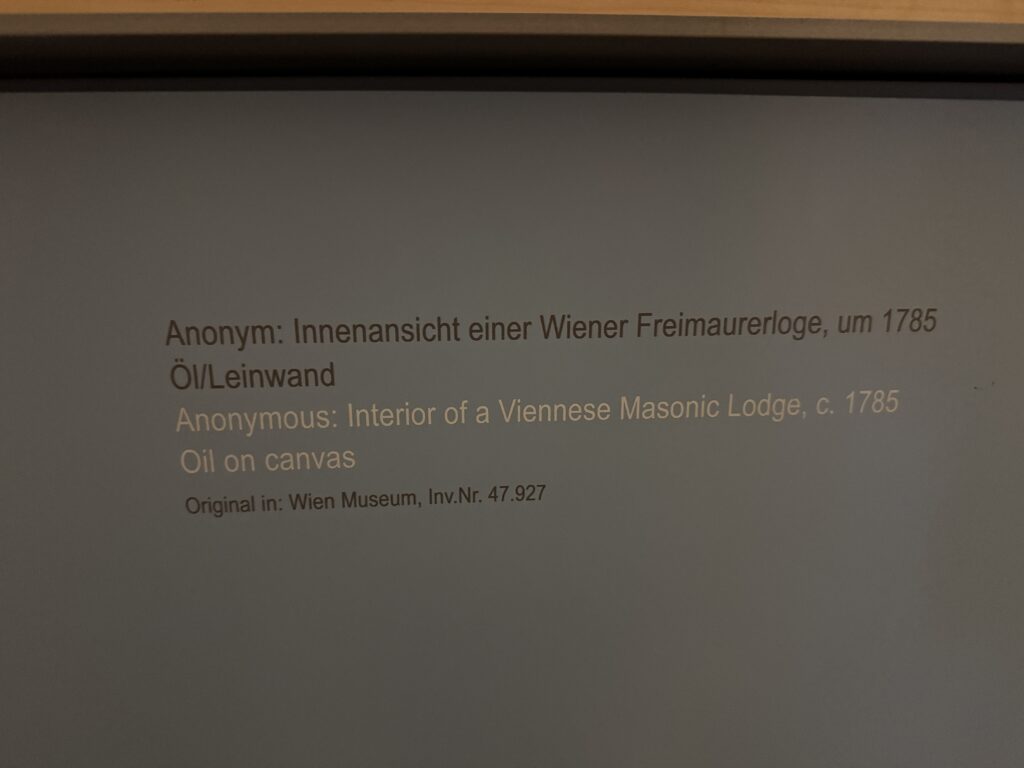 Anonym: Innenansicht einer Wiener Freimaurerloge, um 1785
Öl/Leinwand
Anonymous: Interior of a Viennese Masonic Lodge, c. 1785
Oil on canvas
Original in: Wien Museum, Inv.Nr. 47.927